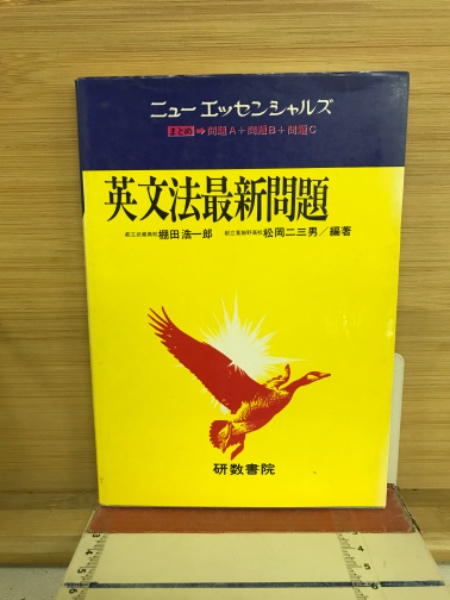 ニューエッセンシャルズ
まとめ⇨問題A+問題B+問題C
英文法最新問題
棚田浩一郎 松岡二三男／編著
研数書院